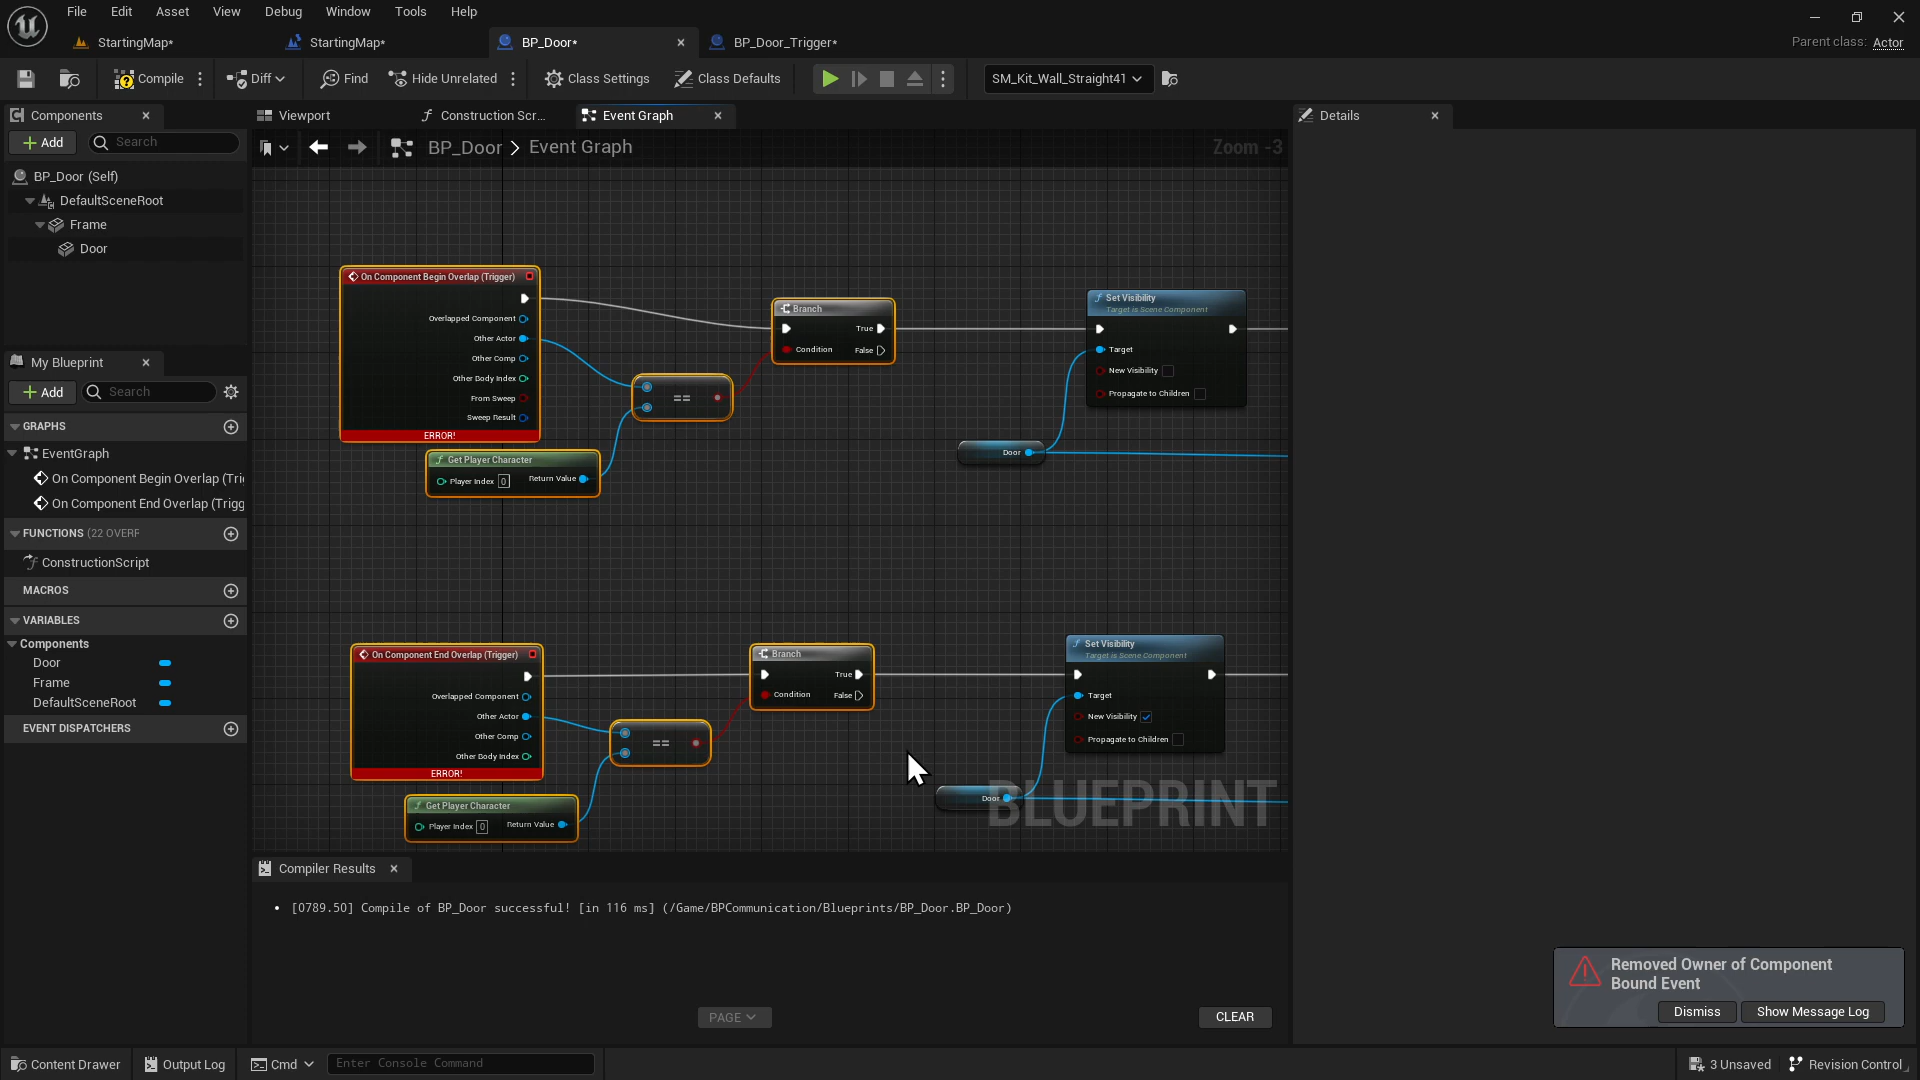 File Edit Asset View Debug Window Tools Help
StartingMap* StartingMap* BP_Door* BP_Door_Trigger*
Parent class: Actor
Compile Diff Find Hide Unrelated Class Settings Class Defaults SM_Kit_Wall_Straight41
Components
Add Search
BP_Door (Self)
DefaultSceneRoot
Frame
Door
My Blueprint
Add Search
GRAPHS
EventGraph
On Component Begin Overlap (Tri
On Component End Overlap (Trigg
FUNCTIONS (22 OVERF
ConstructionScript
MACROS
VARIABLES
Components
Door
Frame
DefaultSceneRoot
EVENT DISPATCHERS
Viewport Construction Scr... Event Graph
BP_Door > Event Graph
Zoom -3
On Component Begin Overlap (Trigger)
Overlapped Component
Other Actor
Other Comp
Other Body Index
From Sweep
Sweep Result
ERROR!
Get Player Character
Player Index 0 Return Value
==
Branch
True
Condition False
Set Visibility
Target is Scene Component
Target
New Visibility
Propagate to Children
Door
On Component End Overlap (Trigger)
Overlapped Component
Other Actor
Other Comp
Other Body Index
ERROR!
Get Player Character
Player Index 0 Return Value
==
Branch
True
Condition False
Set Visibility
Target is Scene Component
Target
New Visibility
Propagate to Children
Door
BLUEPRINT
Compiler Results
[0789.50] Compile of BP_Door successful! [in 116 ms] (/Game/BPCommunication/Blueprints/BP_Door.BP_Door)
PAGE
CLEAR
Details
Removed Owner of Component
Bound Event
Dismiss Show Message Log
Content Drawer Output Log Cmd Enter Console Command
3 Unsaved Revision Control